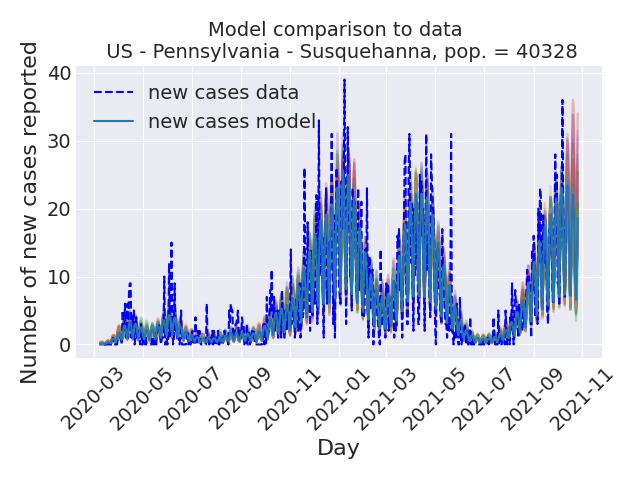 Model comparison to data
US - Pennsylvania - Susquehanna, pop. = 40328
Number of new cases reported
40
30
20
10
0
new cases data
new cases model
2020-03
2020-05
2020-07
2020-09
2020-11
2021-01
2021-03
2021-05
2021-07
2021-09
2021-11
Day